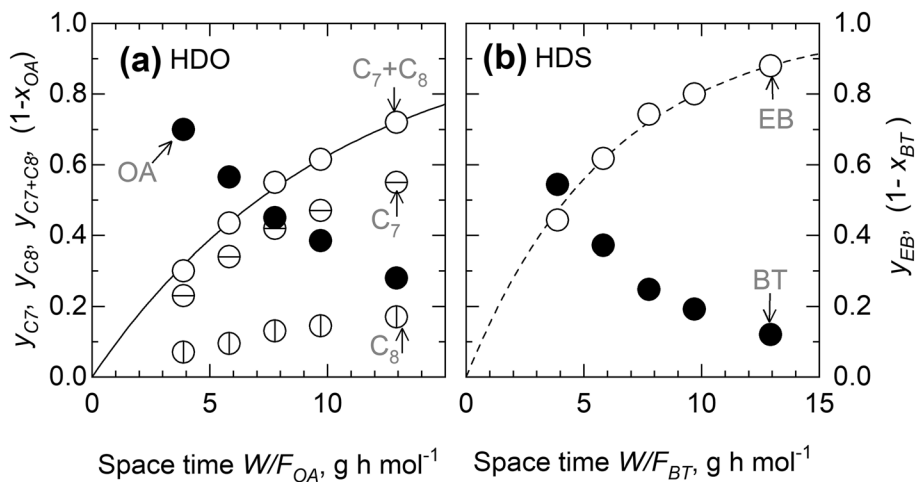 (a) HDO
(b) HDS
1.0
0.8
0.6
0.4
0.2
0.0
y_C7, y_C8, y_C7+C8, (1-x_OA)
OA
C₇+C₈
C₇
C₈
0 5 10
Space time W/F_OA, g h mol⁻¹
EB
BT
0 5 10 15
Space time W/F_BT, g h mol⁻¹
1.0
0.8
0.6
0.4
0.2
0.0
y_EB, (1- x_BT)